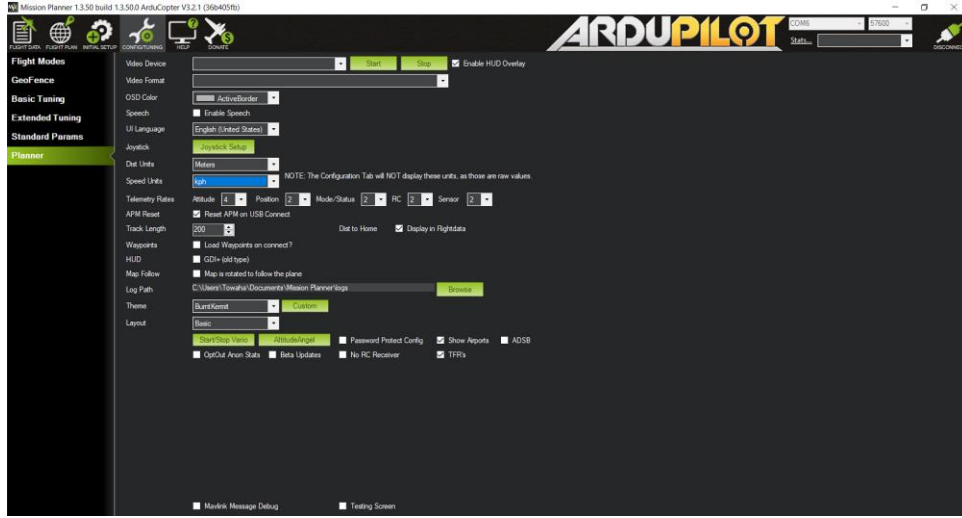 Mission Planner 1.3.50 build 1.3.50.0 ArduCopter V3.2.1 (36b405fb)
FLIGHT DATA FLIGHT PLAN INITIAL SETUP CONFIG/TUNING HELP DONATE
ARDUPILOT
COM6 57600
Stats...
DISCONNECT
Flight Modes
GeoFence
Basic Tuning
Extended Tuning
Standard Params
Planner
Video Device Start Stop Enable HUD Overlay
Video Format
OSD Color ActiveBorder
Speech Enable Speech
UI Language English (United States)
Joystick Joystick Setup
Dist Units Meters
Speed Units kph NOTE: The Configuration Tab will NOT display these units, as those are raw values.
Telemetry Rates Attitude 4 Position 2 Mode/Status 2 RC 2 Sensor 2
APM Reset Reset APM on USB Connect
Track Length 200 Dist to Home Display in Flightdata
Waypoints Load Waypoints on connect?
HUD GDI+ (old type)
Map Follow Map is rotated to follow the plane
Log Path C:\Users\Towaha\Documents\Mission Planner\logs Browse
Theme BurntKermit Custom
Layout Basic
Start/Stop Vario AltitudeAngel Password Protect Config Show Airports ADSB
OptOut Anon Stats Beta Updates No RC Receiver TFR's
Mavlink Message Debug Testing Screen